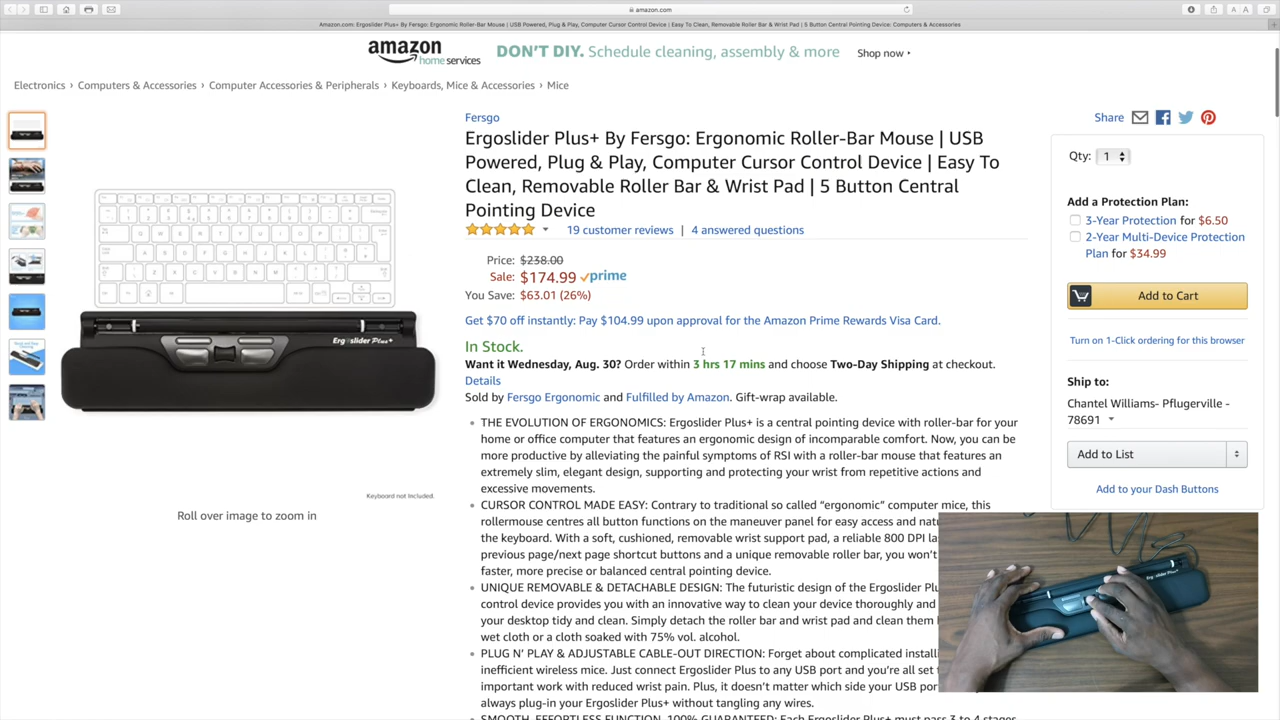 amazon.com
Amazon.com: Ergoslider Plus+ By Fersgo: Ergonomic Roller-Bar Mouse | USB Powered, Plug & Play, Computer Cursor Control Device | Easy To Clean, Removable Roller Bar & Wrist Pad | 5 Button Central Pointing Device: Computers & Accessories
amazon home services
DON'T DIY. Schedule cleaning, assembly & more
Shop now
Electronics › Computers & Accessories › Computer Accessories & Peripherals › Keyboards, Mice & Accessories › Mice
Fersgo
Ergoslider Plus+ By Fersgo: Ergonomic Roller-Bar Mouse | USB
Powered, Plug & Play, Computer Cursor Control Device | Easy To
Clean, Removable Roller Bar & Wrist Pad | 5 Button Central
Pointing Device
19 customer reviews | 4 answered questions
Price: $238.00
Sale: $174.99 prime
You Save: $63.01 (26%)
Get $70 off instantly: Pay $104.99 upon approval for the Amazon Prime Rewards Visa Card.
In Stock.
Want it Wednesday, Aug. 30? Order within 3 hrs 17 mins and choose Two-Day Shipping at checkout.
Details
Sold by Fersgo Ergonomic and Fulfilled by Amazon. Gift-wrap available.
THE EVOLUTION OF ERGONOMICS: Ergoslider Plus+ is a central pointing device with roller-bar for your
home or office computer that features an ergonomic design of incomparable comfort. Now, you can be
more productive by alleviating the painful symptoms of RSI with a roller-bar mouse that features an
extremely slim, elegant design, supporting and protecting your wrist from repetitive actions and
excessive movements.
CURSOR CONTROL MADE EASY: Contrary to traditional so called "ergonomic" computer mice, this
rollermouse centres all button functions on the maneuver panel for easy access and nat
the keyboard. With a soft, cushioned, removable wrist support pad, a reliable 800 DPI la
previous page/next page shortcut buttons and a unique removable roller bar, you won't
faster, more precise or balanced central pointing device.
UNIQUE REMOVABLE & DETACHABLE DESIGN: The futuristic design of the Ergoslider Plu
control device provides you with an innovative way to clean your device thoroughly and
your desktop tidy and clean. Simply detach the roller bar and wrist pad and clean them
wet cloth or a cloth soaked with 75% vol. alcohol.
PLUG N' PLAY & ADJUSTABLE CABLE-OUT DIRECTION: Forget about complicated install
inefficient wireless mice. Just connect Ergoslider Plus to any USB port and you're all set
important work with reduced wrist pain. Plus, it doesn't matter which side your USB por
always plug-in your Ergoslider Plus+ without tangling any wires.
SMOOTH, EFFORTLESS FUNCTION, 100% GUARANTEED: Each Ergoslider Plus+ must pass 3 to 4 stages
Ergoslider Plus+
Keyboard not Included.
Roll over image to zoom in
Share
Qty: 1
Add a Protection Plan:
3-Year Protection for $6.50
2-Year Multi-Device Protection
Plan for $34.99
Add to Cart
Turn on 1-Click ordering for this browser
Ship to:
Chantel Williams- Pflugerville -
78691
Add to List
Add to your Dash Buttons
Ergoslider Plus+